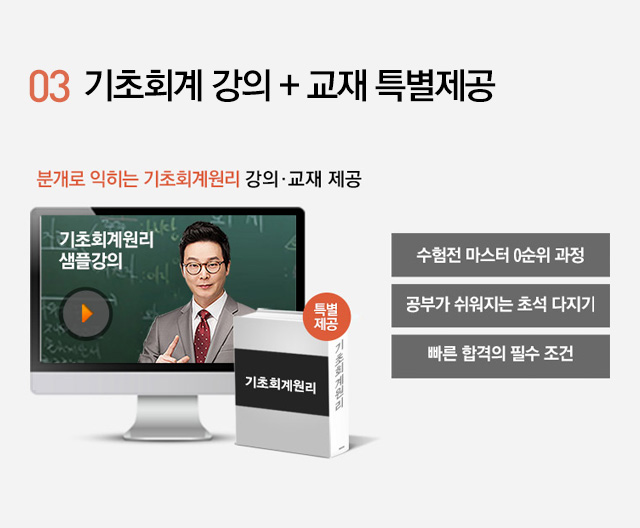 03 기초회계 강의 + 교재 특별제공
분개로 익히는 기초회계원리 강의·교재 제공
기초회계원리
샘플강의
특별
제공
기초회계원리
기초회계원리
수험전 마스터 0순위 과정
공부가 쉬워지는 초석 다지기
빠른 합격의 필수 조건